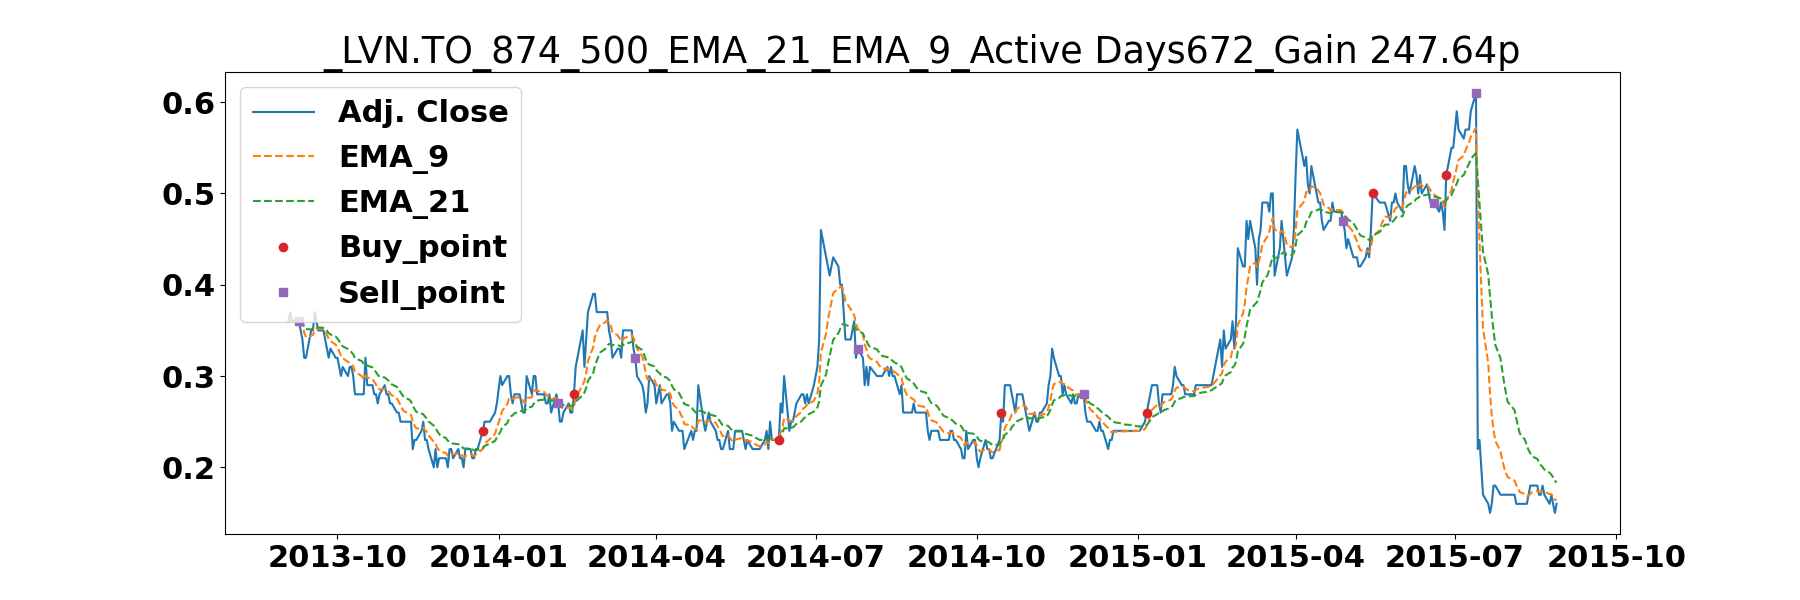 _LVN.TO_874_500_EMA_21_EMA_9_Active Days672_Gain 247.64p
Adj. Close
EMA_9
EMA_21
Buy_point
Sell_point
0.6
0.5
0.4
0.3
0.2
2013-10 2014-01 2014-04 2014-07 2014-10 2015-01 2015-04 2015-07 2015-10